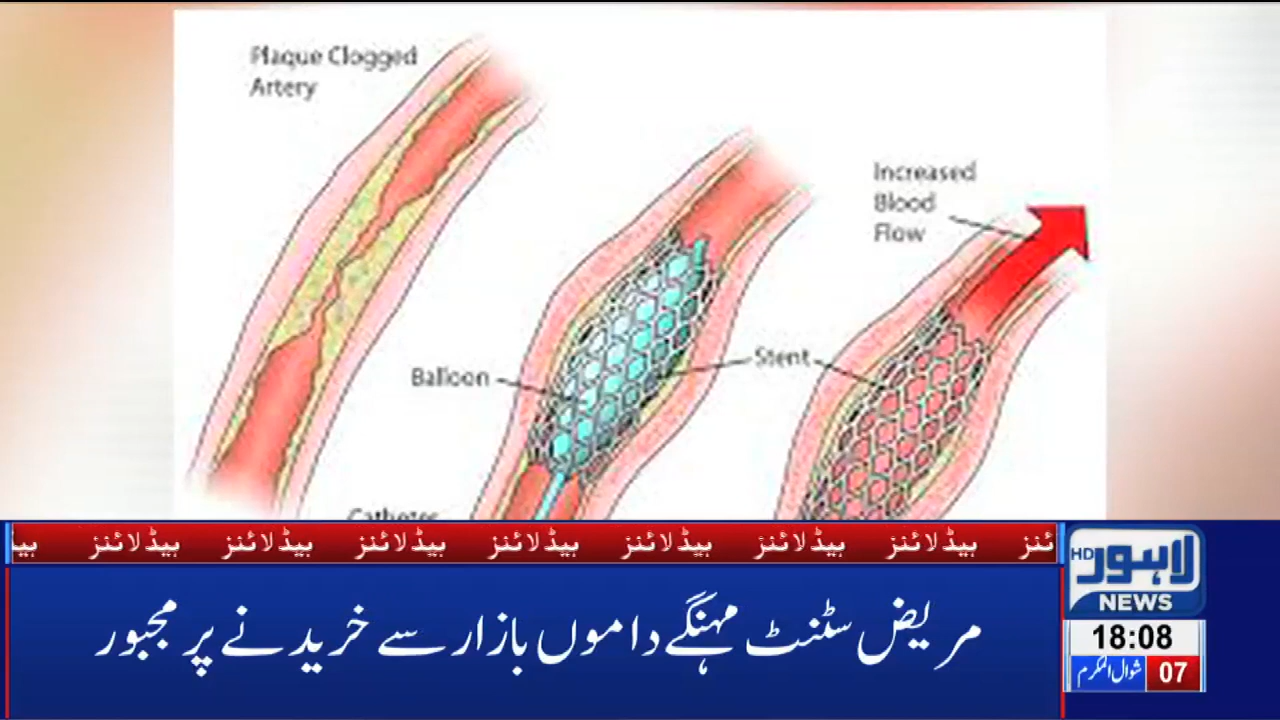 Plaque Clogged
Artery
Increased
Blood
Flow
Balloon
Stent
Catheter
ہیڈلائنز ہیڈلائنز ہیڈلائنز ہیڈلائنز ہیڈلائنز ہیڈلائنز ہیڈلائنز
مریض سٹنٹ مہنگے داموں بازار سے خریدنے پر مجبور
HD لاہور
NEWS
18:08
07 شوال المکرم